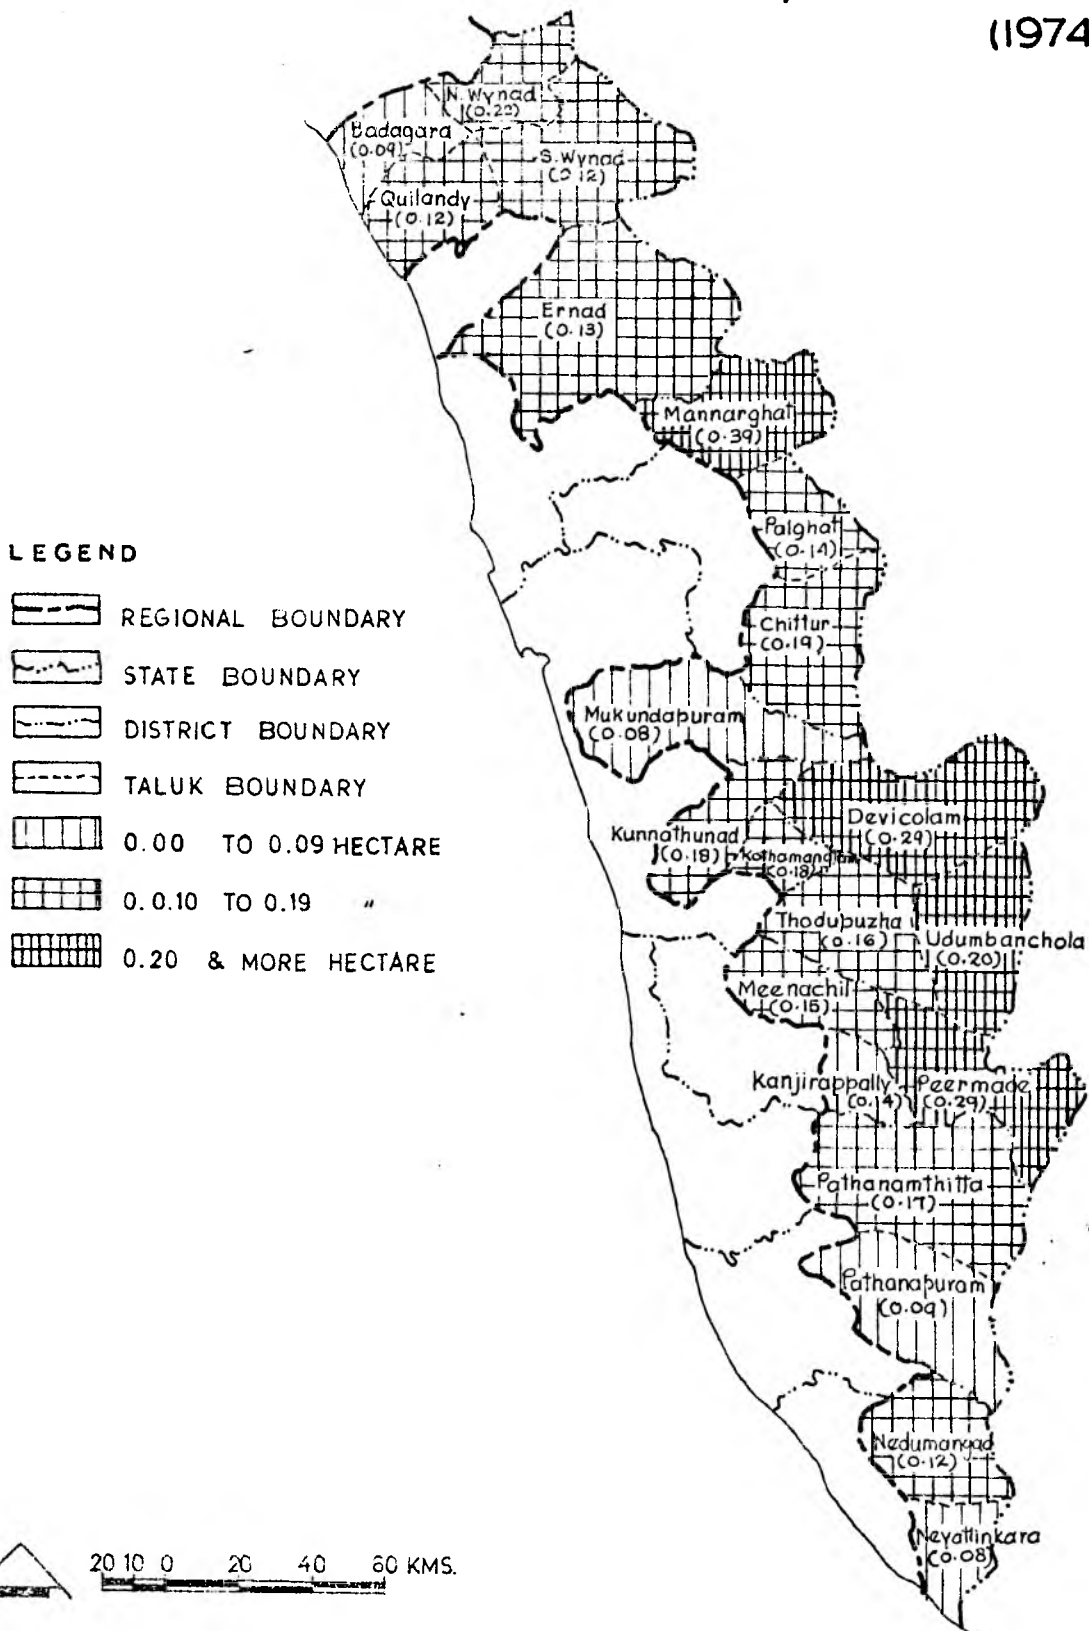 (1974
N. Wynad
(0.22)
Badagara
(0.09)
S. Wynad
(0.12)
Quilandy
(0.12)
Ernad
(0.13)
Mannarghat
(0.39)
Palghat
(0.14)
Chittur
(0.19)
Mukundapuram
(0.08)
Devicolam
(0.29)
Kunnathunad
(0.18)
Kothamangalam
(0.18)
Thodupuzha
(0.16)
Udumbanchola
(0.20)
Meenachil
(0.15)
Kanjirappally
(0.14)
Peermade
(0.29)
Pathanamthitta
(0.17)
Pathanapuram
(0.09)
Nedumangad
(0.12)
Neyattinkara
(0.08)
LEGEND
REGIONAL BOUNDARY
STATE BOUNDARY
DISTRICT BOUNDARY
TALUK BOUNDARY
0.00 TO 0.09 HECTARE
0.0.10 TO 0.19 "
0.20 & MORE HECTARE
20 10 0 20 40 60 KMS.